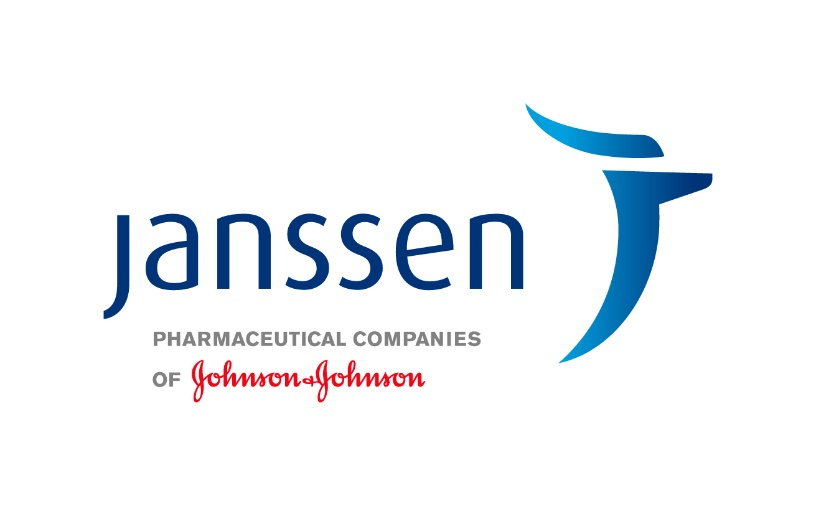 Janssen
PHARMACEUTICAL COMPANIES
OF Johnson&Johnson